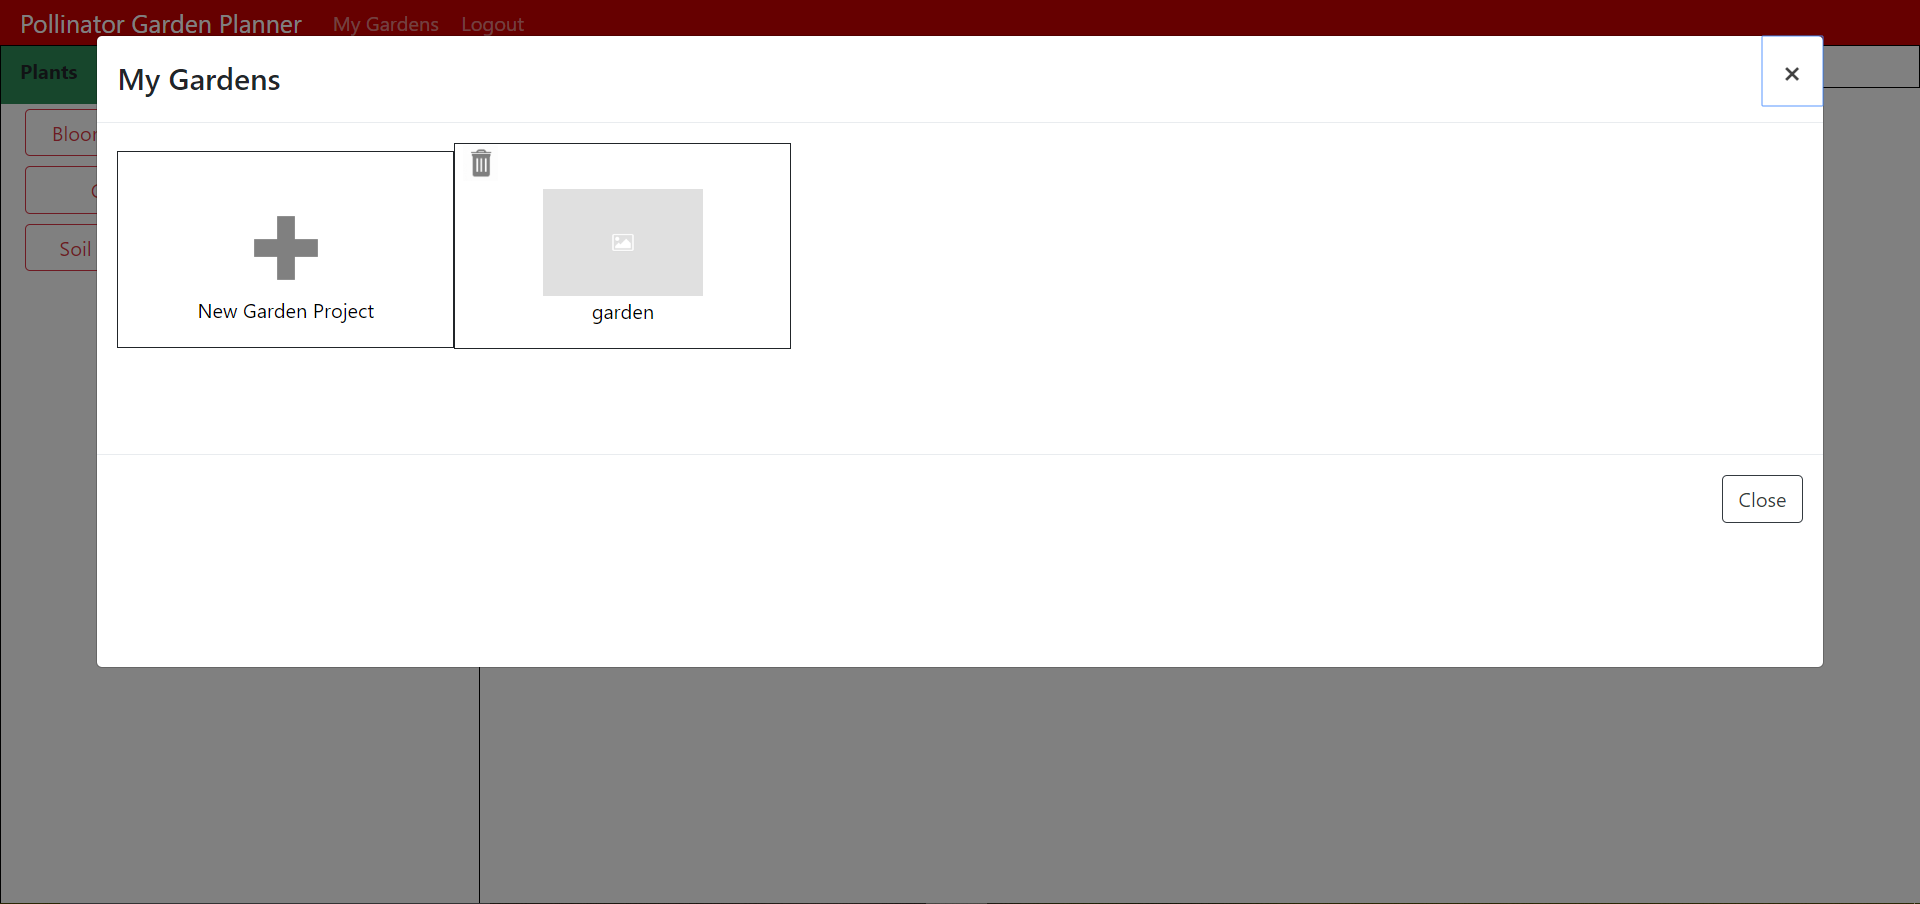 Pollinator Garden Planner My Gardens Logout
Plants
My Gardens
×
New Garden Project
garden
Soil
Close